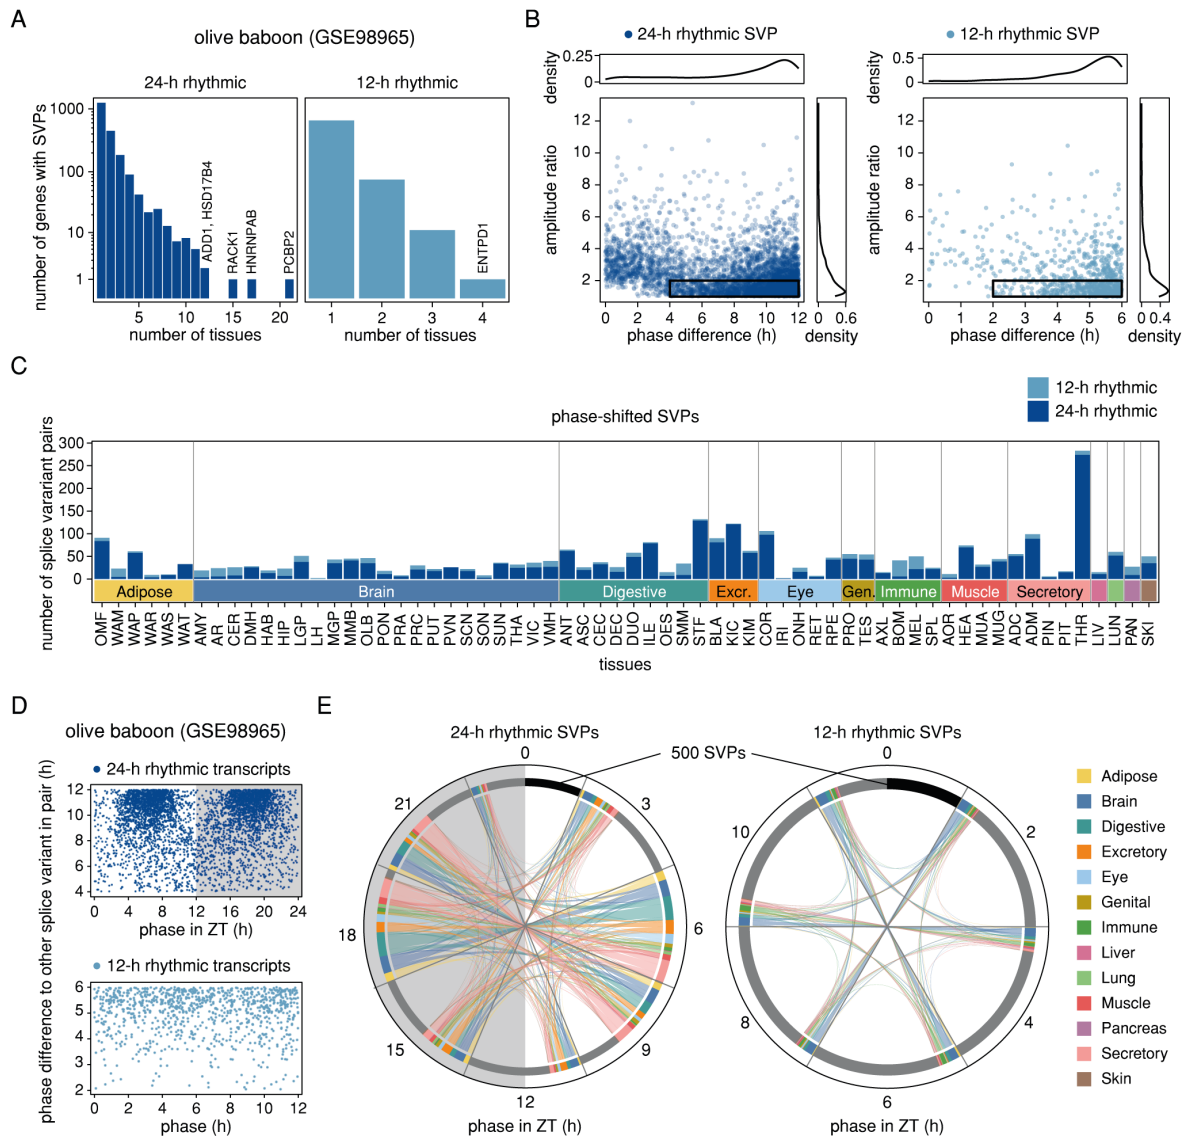 A
olive baboon (GSE98965)
24-h rhythmic
12-h rhythmic
number of genes with SVPs
1000
100
10
1
ADD1, HSD17B4
RACK1
HNRNPAB
PCBP2
ENTPD1
5 10 15 20
1 2 3 4
number of tissues
number of tissues
B
24-h rhythmic SVP
12-h rhythmic SVP
density
0.25
0
density
0.5
0
amplitude ratio
12
10
8
6
4
2
amplitude ratio
12
10
8
6
4
2
0 2 4 6 8 10 12
0 0.6
0 1 2 3 4 5 6
0 0.4
phase difference (h)
density
phase difference (h)
density
C
12-h rhythmic
24-h rhythmic
phase-shifted SVPs
number of splice varariant pairs
300
250
200
150
100
50
0
Adipose Brain Digestive Excr. Eye Gen. Immune Muscle Secretory
OMF WAM WAP WAR WAS WAT AMY AR CER DMH HAB HIP LGP LH MGP MMB OLB PON PRA PRC PUT PVN SCN SON SUN THA VIC VMH ANT ASC CEC DEC DUO ILE OES SMM STF BLA KIC KIM COR IRI ONH RET RPE PRO TES AXL BOM MEL SPL AOR HEA MUA MUG ADC ADM PIN PIT THR LIV LUN PAN SKI
tissues
D
olive baboon (GSE98965)
24-h rhythmic transcripts
phase difference to other splice variant in pair (h)
12
10
8
6
4
0 4 8 12 16 20 24
phase in ZT (h)
12-h rhythmic transcripts
6
5
4
3
2
0 2 4 6 8 10 12
phase (h)
E
24-h rhythmic SVPs
500 SVPs
12-h rhythmic SVPs
0
3
6
9
12
15
18
21
phase in ZT (h)
0
2
4
6
8
10
phase in ZT (h)
Adipose
Brain
Digestive
Excretory
Eye
Genital
Immune
Liver
Lung
Muscle
Pancreas
Secretory
Skin